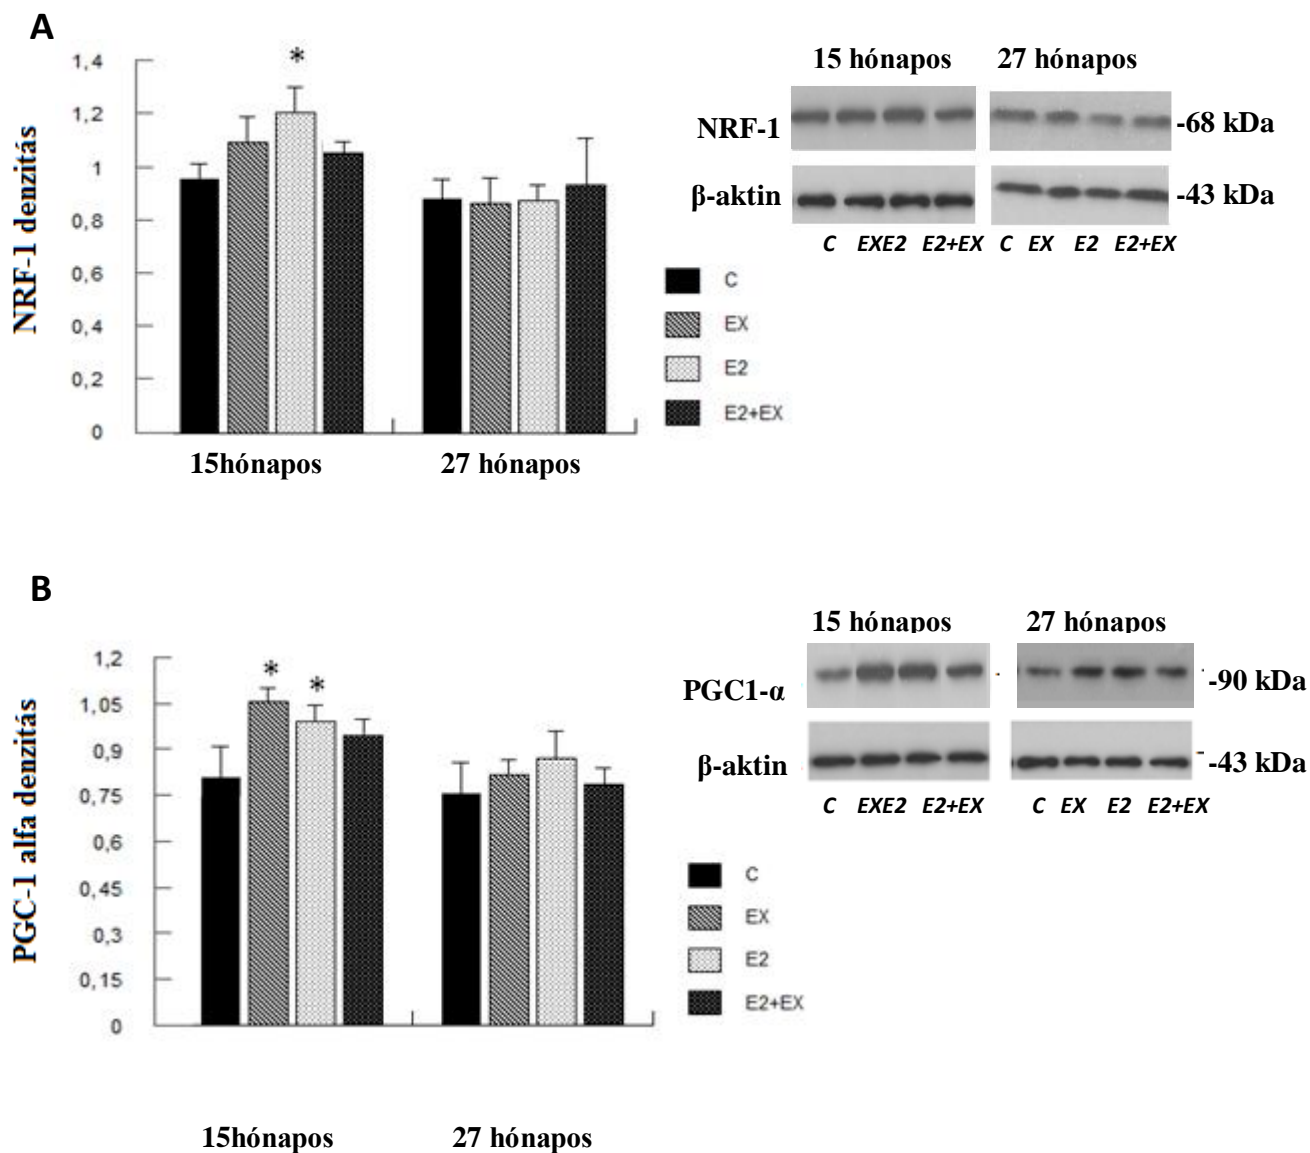 A
NRF-1 denzitás
1,4
1,2
1
0,8
0,6
0,4
0,2
0
*
15hónapos 27 hónapos
15 hónapos 27 hónapos
NRF-1 -68 kDa
β-aktin -43 kDa
C EXE2 E2+EX C EX E2 E2+EX
C
EX
E2
E2+EX
B
PGC-1 alfa denzitás
1,2
1,05
0,9
0,75
0,6
0,45
0,3
0,15
0
* *
15hónapos 27 hónapos
15 hónapos 27 hónapos
PGC1-α -90 kDa
β-aktin -43 kDa
C EXE2 E2+EX C EX E2 E2+EX
C
EX
E2
E2+EX